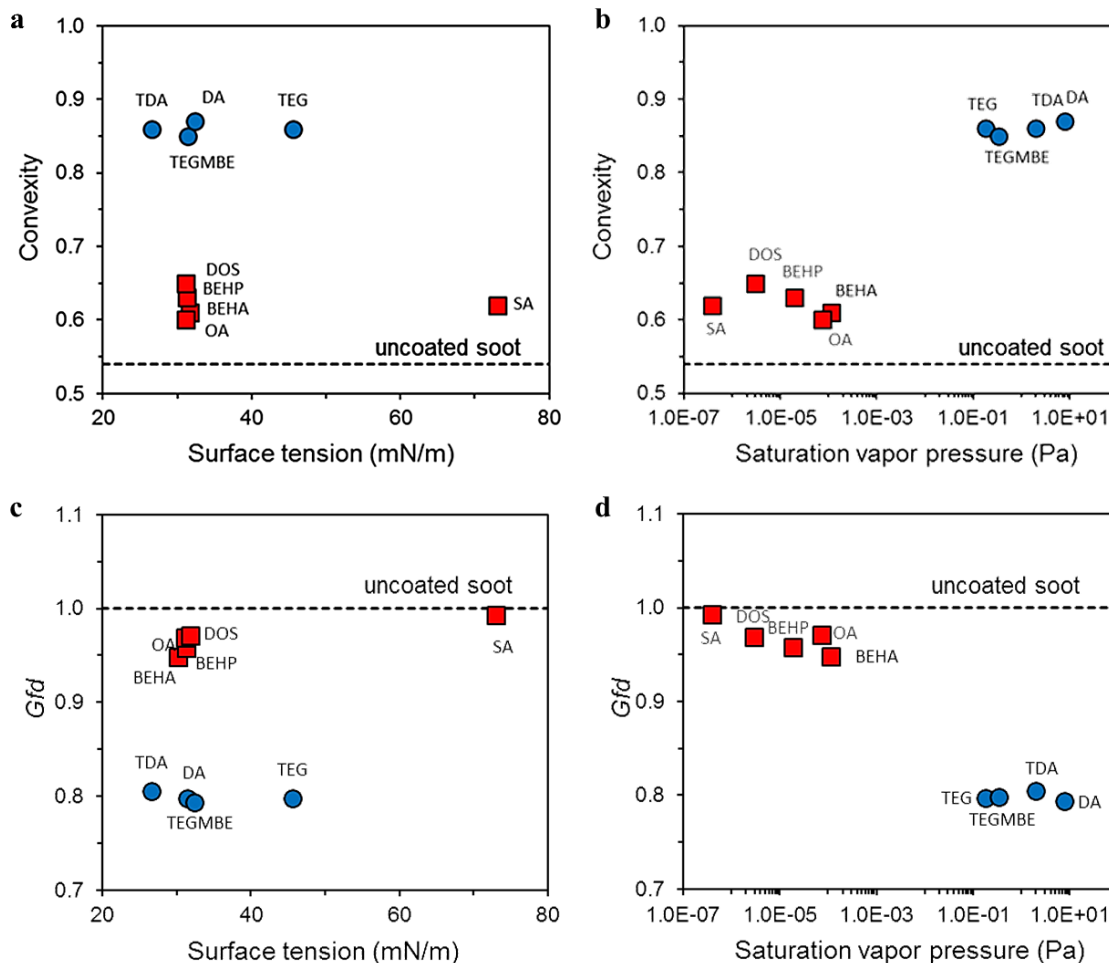 a
Convexity
1.0
0.9
0.8
0.7
0.6
0.5
TDA
DA
TEG
TEGMBE
DOS
BEHP
BEHA
OA
SA
uncoated soot
20
40
60
80
Surface tension (mN/m)
b
Convexity
1.0
0.9
0.8
0.7
0.6
0.5
TEG
TDA
DA
TEGMBE
DOS
BEHP
BEHA
SA
OA
uncoated soot
1.0E-07
1.0E-05
1.0E-03
1.0E-01
1.0E+01
Saturation vapor pressure (Pa)
c
Gfd
1.1
1.0
0.9
0.8
0.7
uncoated soot
OA
DOS
BEHA
BEHP
SA
TDA
DA
TEG
TEGMBE
20
40
60
80
Surface tension (mN/m)
d
Gfd
1.1
1.0
0.9
0.8
0.7
uncoated soot
SA
DOS
BEHP
OA
BEHA
TDA
TEG
DA
TEGMBE
1.0E-07
1.0E-05
1.0E-03
1.0E-01
1.0E+01
Saturation vapor pressure (Pa)